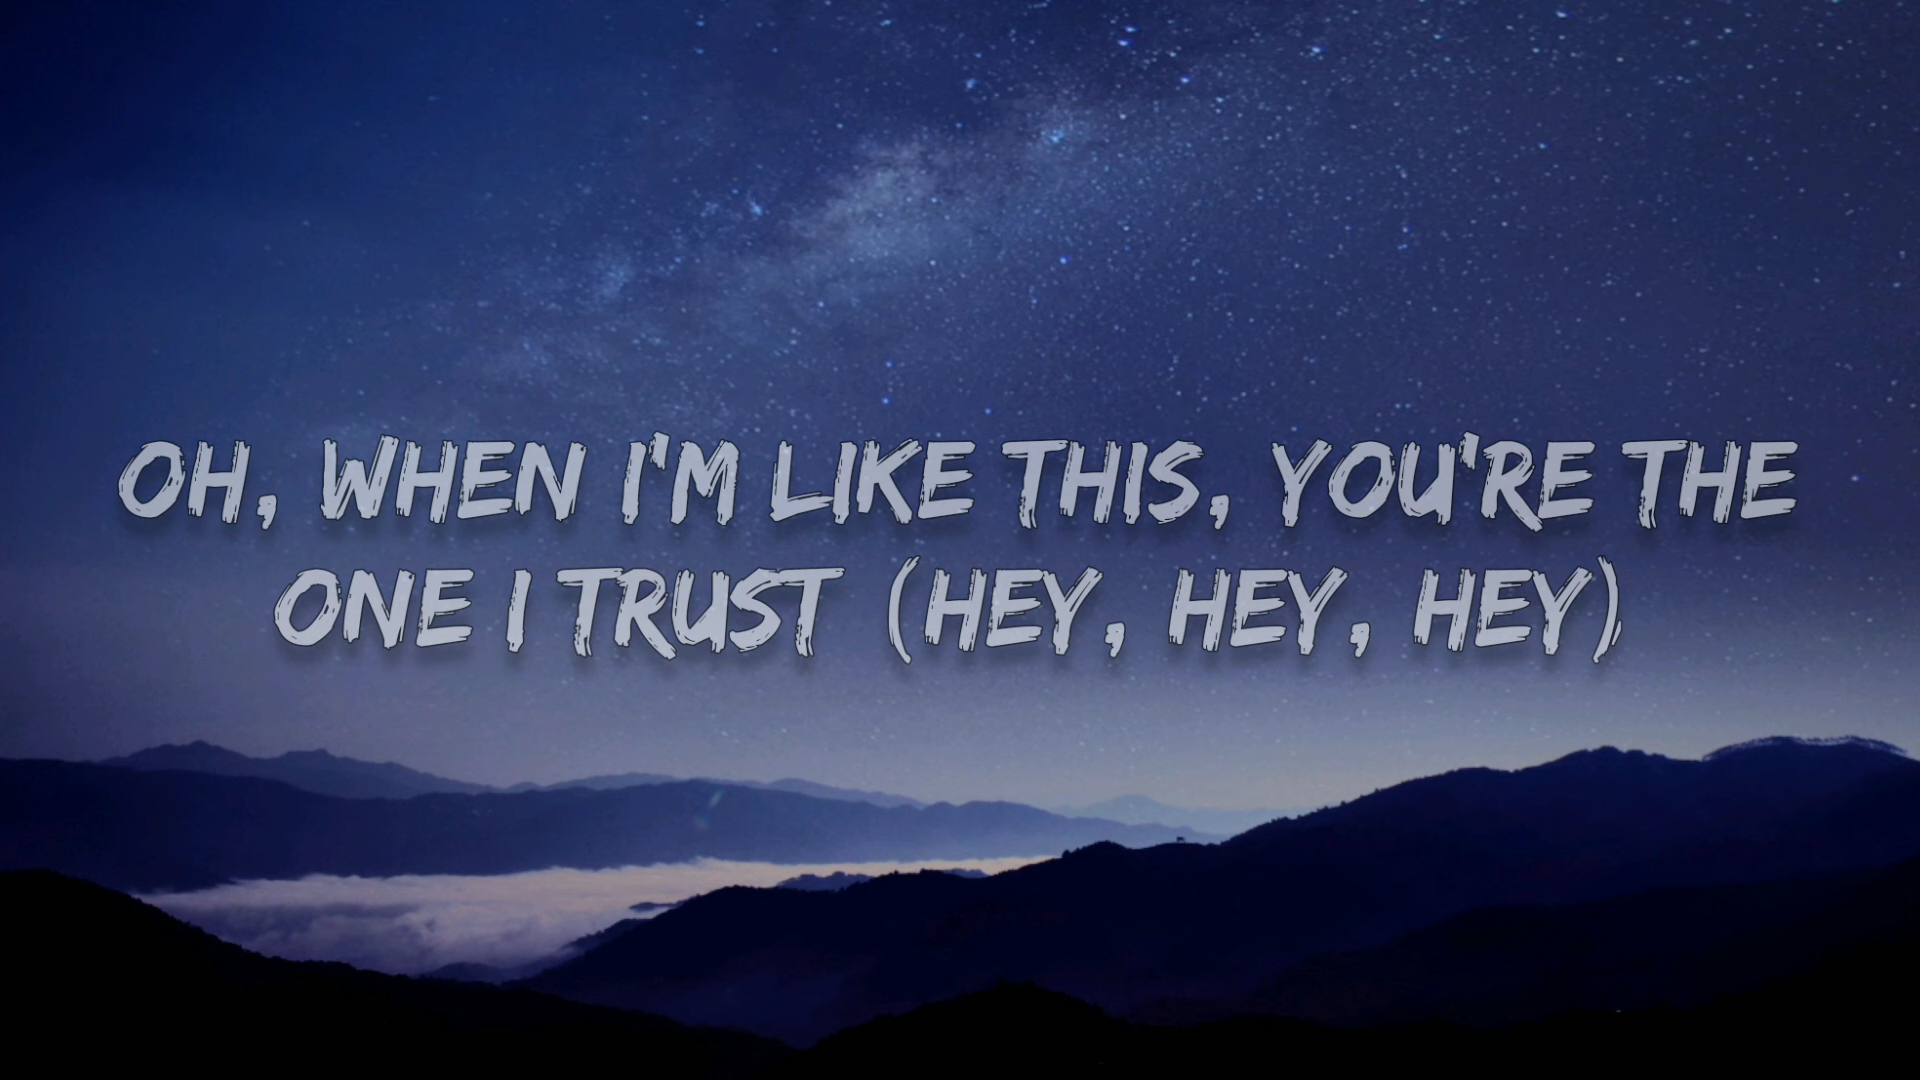 OH, WHEN I'M LIKE THIS, YOU'RE THE
ONE I TRUST (HEY, HEY, HEY)